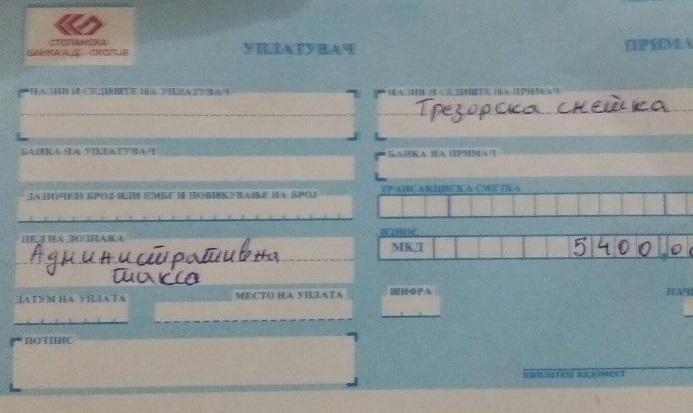 СТОПАНСКА
БАНКА А.Д. - СКОПЈЕ
УПЛАТУВАЧ
НАЗИВ И СЕДИШТЕ НА УПЛАТУВАЧ
БАНКА НА УПЛАТУВАЧ
ДАНОЧЕН БРОЈ ИЛИ ЕМБГ И ПОВИКУВАЊЕ НА БРОЈ
ЦЕЛ НА ДОЗНАКА
Административна
такса
ДАТУМ НА УПЛАТА
МЕСТО НА УПЛАТА
ПОТПИС
НАЗИВ И СЕДИШТЕ НА ПРИМАЧ
Трезорска сметка
БАНКА НА ПРИМАЧ
ТРАНСАКЦИСКА СМЕТКА
ИЗНОС
МКД 5400,00
ШИФРА